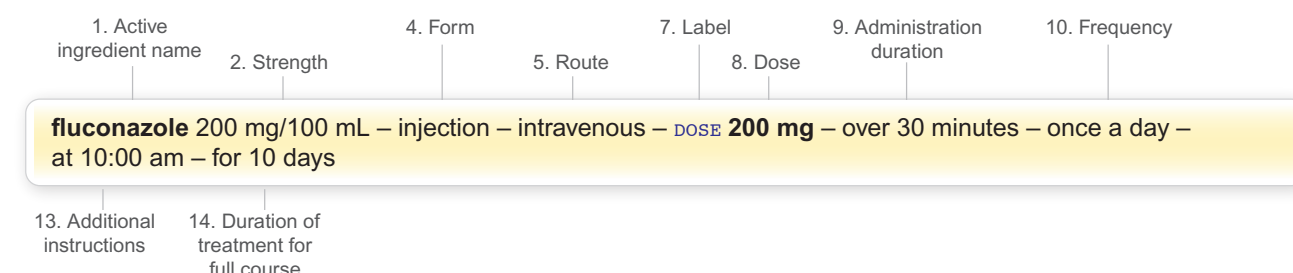 1. Active
ingredient name
2. Strength
4. Form
5. Route
7. Label
8. Dose
9. Administration
duration
10. Frequency
fluconazole 200 mg/100 mL – injection – intravenous – DOSE 200 mg – over 30 minutes – once a day –
at 10:00 am – for 10 days
13. Additional
instructions
14. Duration of
treatment for
full course